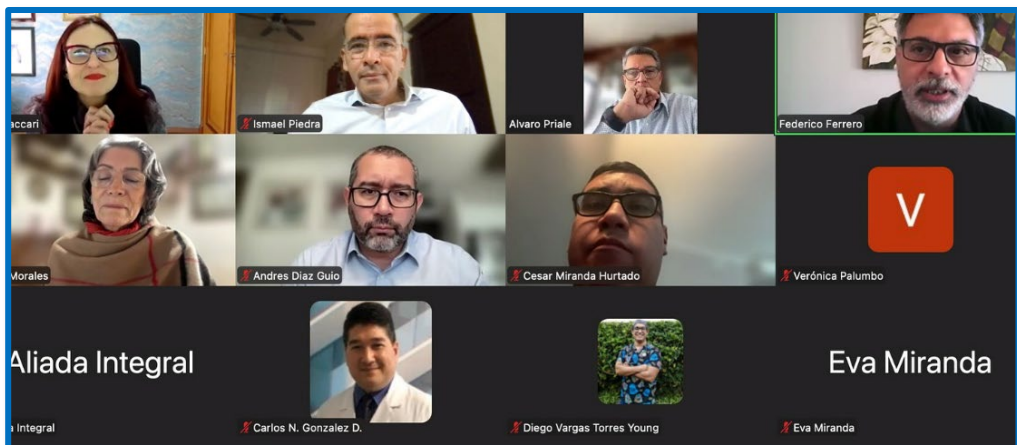 accari
Ismael Piedra
Alvaro Priale
Federico Ferrero
Morales
Andres Diaz Guio
Cesar Miranda Hurtado
V
Verónica Palumbo
Aliada Integral
Eva Miranda
Integral
Carlos N. Gonzalez D.
Diego Vargas Torres Young
Eva Miranda